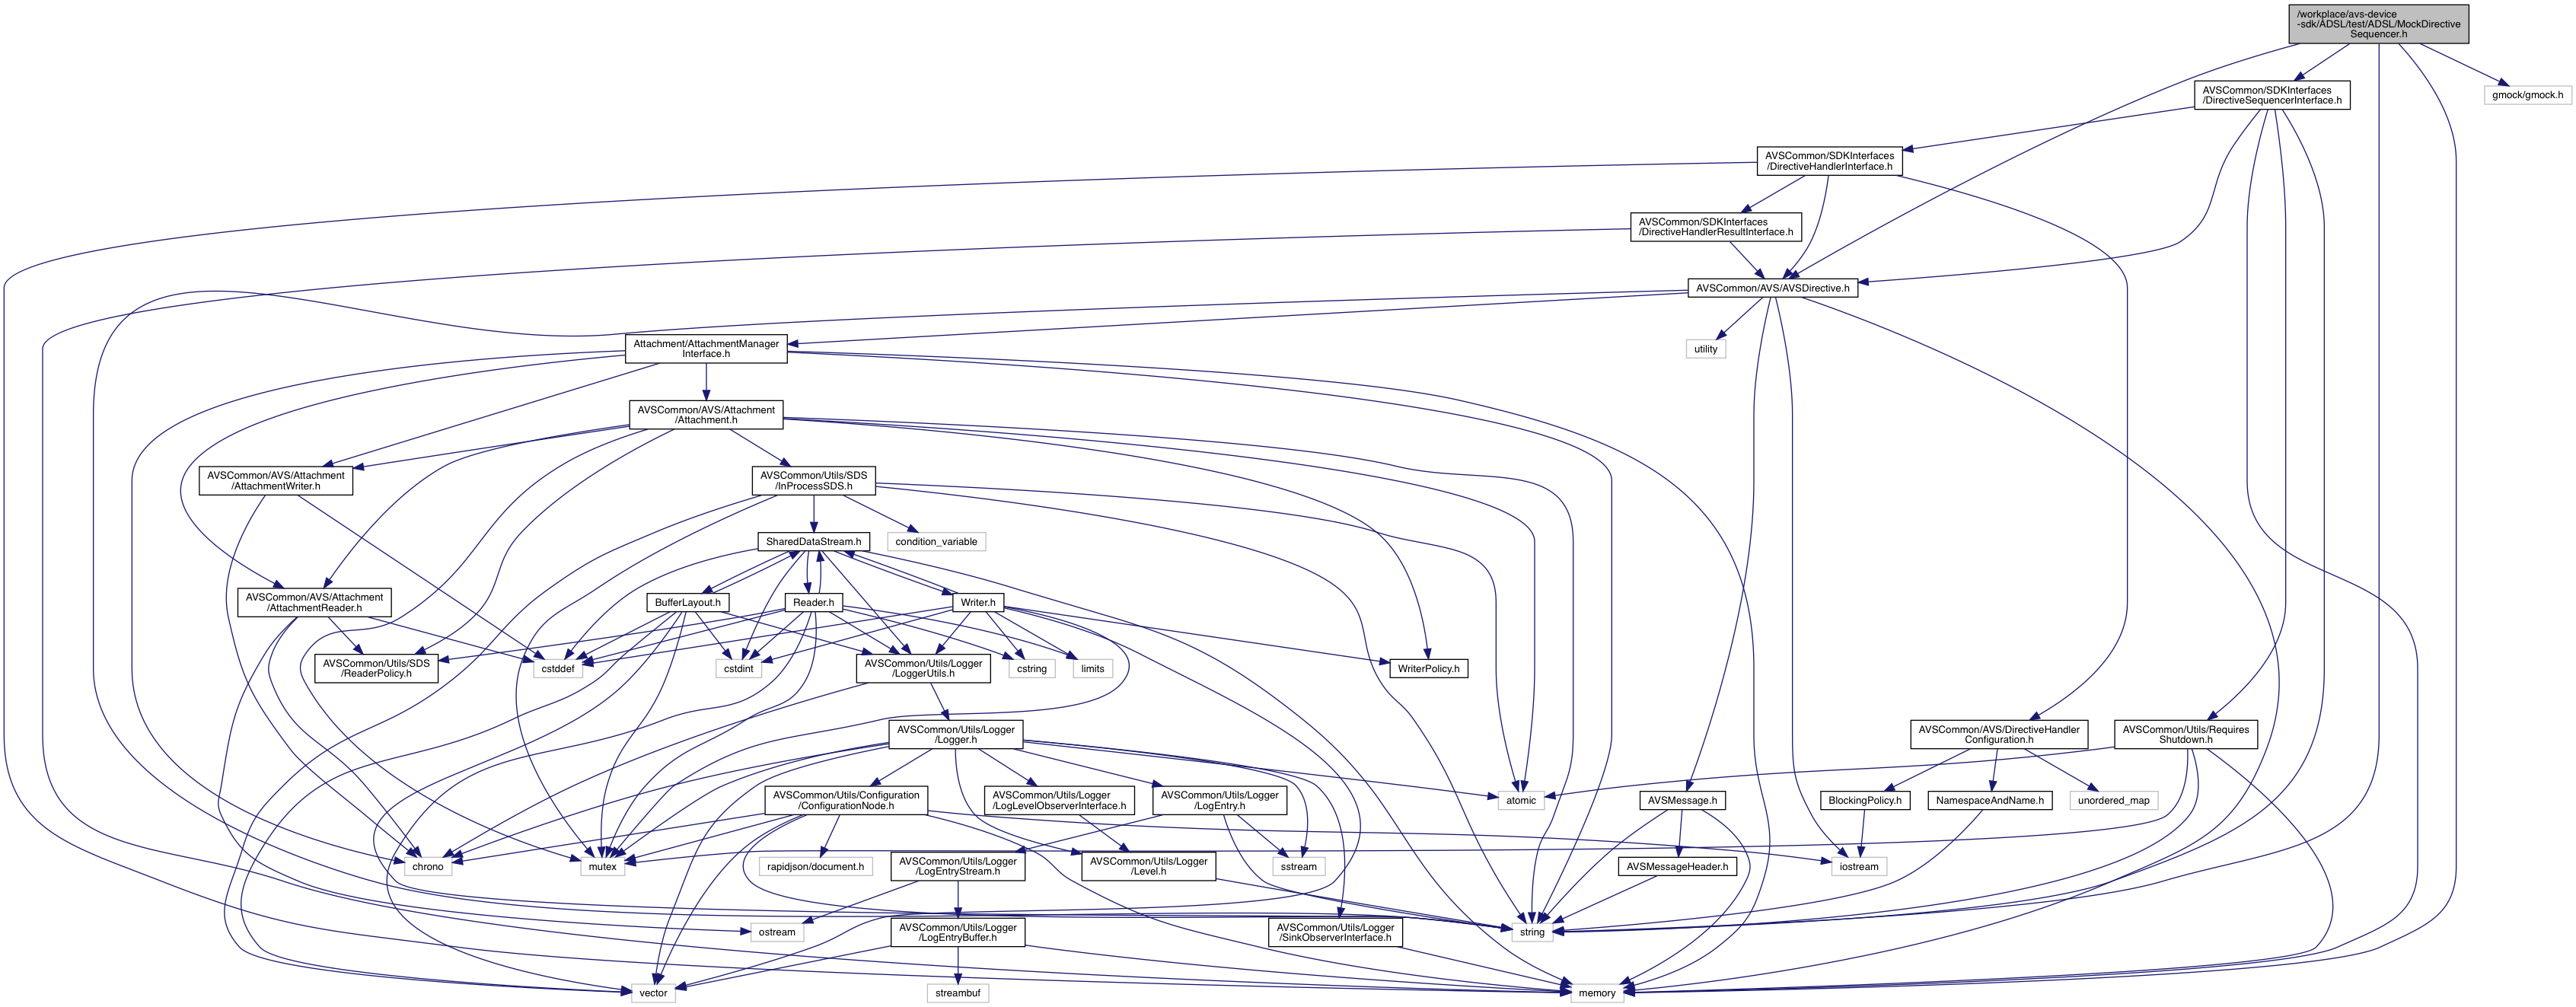 /workplace/avs-device
-sdk/ADSL/test/ADSL/MockDirective
Sequencer.h
AVSCommon/SDKInterfaces
/DirectiveSequencerInterface.h
gmock/gmock.h
AVSCommon/SDKInterfaces
/DirectiveHandlerInterface.h
AVSCommon/SDKInterfaces
/DirectiveHandlerResultInterface.h
AVSCommon/AVS/AVSDirective.h
Attachment/AttachmentManager
Interface.h
utility
AVSCommon/AVS/Attachment
/Attachment.h
AVSCommon/AVS/Attachment
/AttachmentWriter.h
AVSCommon/Utils/SDS
/InProcessSDS.h
SharedDataStream.h
condition_variable
AVSCommon/AVS/Attachment
/AttachmentReader.h
BufferLayout.h
Reader.h
Writer.h
AVSCommon/Utils/SDS
/ReaderPolicy.h
cstddef
cstdint
AVSCommon/Utils/Logger
/LoggerUtils.h
cstring
limits
WriterPolicy.h
AVSCommon/Utils/Logger
/Logger.h
AVSCommon/AVS/DirectiveHandler
Configuration.h
AVSCommon/Utils/Requires
Shutdown.h
AVSCommon/Utils/Configuration
/ConfigurationNode.h
AVSCommon/Utils/Logger
/LogLevelObserverInterface.h
AVSCommon/Utils/Logger
/LogEntry.h
atomic
AVSMessage.h
BlockingPolicy.h
NamespaceAndName.h
unordered_map
chrono
mutex
rapidjson/document.h
AVSCommon/Utils/Logger
/LogEntryStream.h
AVSCommon/Utils/Logger
/Level.h
sstream
AVSMessageHeader.h
iostream
ostream
AVSCommon/Utils/Logger
/LogEntryBuffer.h
AVSCommon/Utils/Logger
/SinkObserverInterface.h
string
vector
streambuf
memory